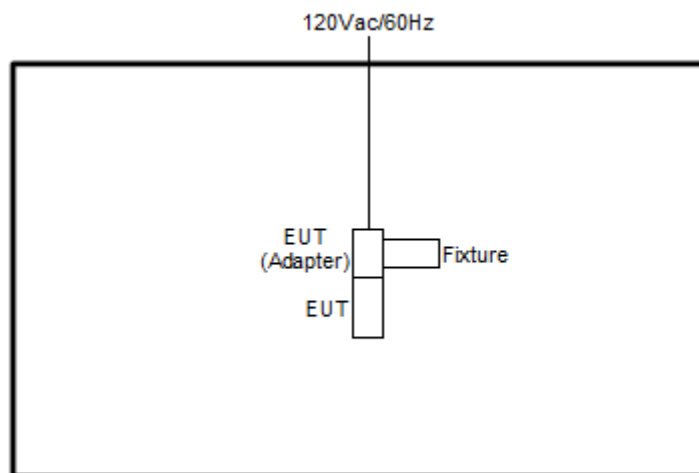 120Vac/60Hz
EUT
(Adapter)
Fixture
EUT